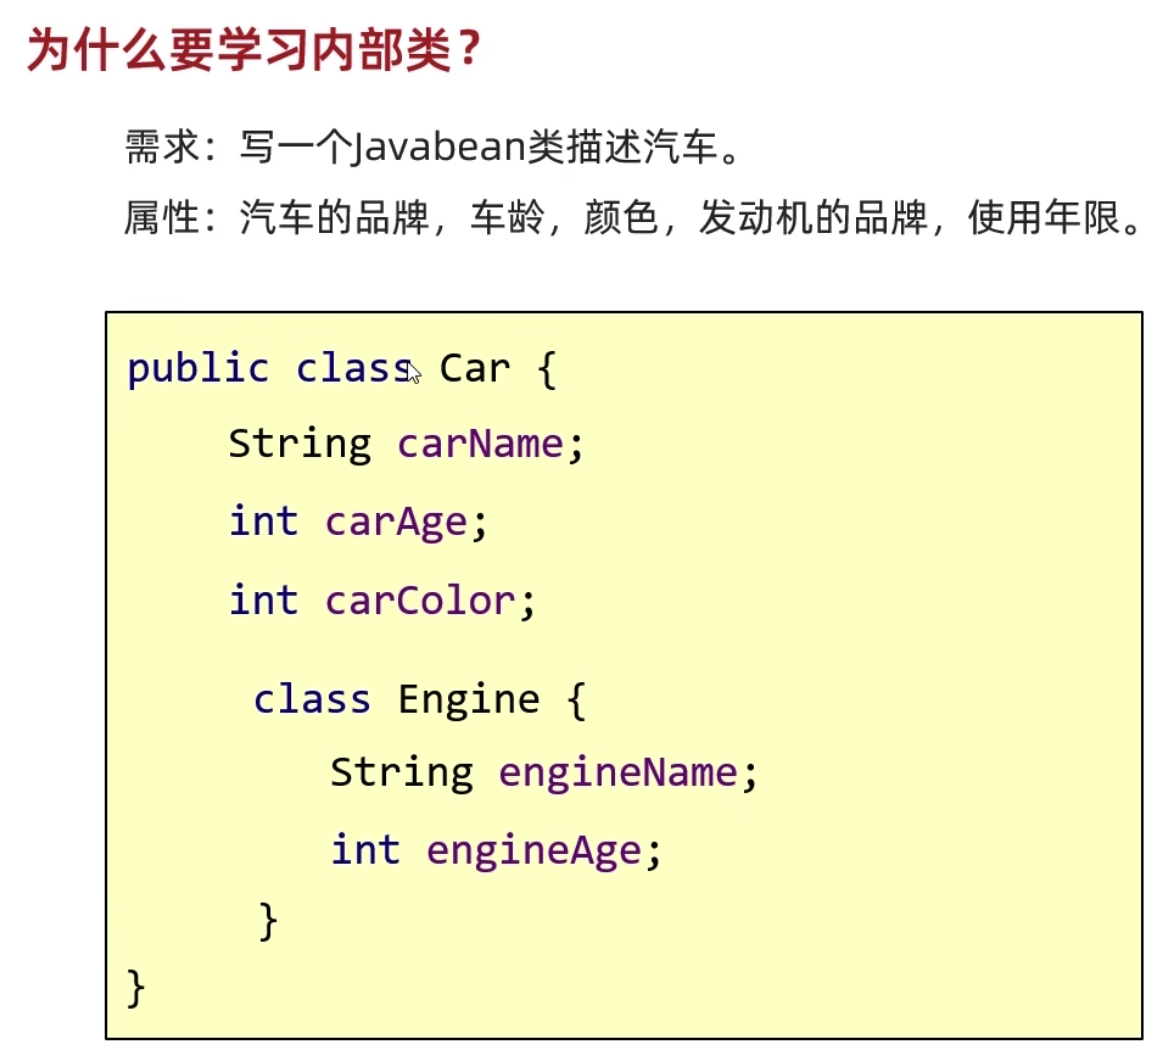 为什么要学习内部类？
需求：写一个Javabean类描述汽车。
属性：汽车的品牌，车龄，颜色，发动机的品牌，使用年限。
public class Car {
String carName;
int carAge;
int carColor;
class Engine {
String engineName;
int engineAge;
}
}